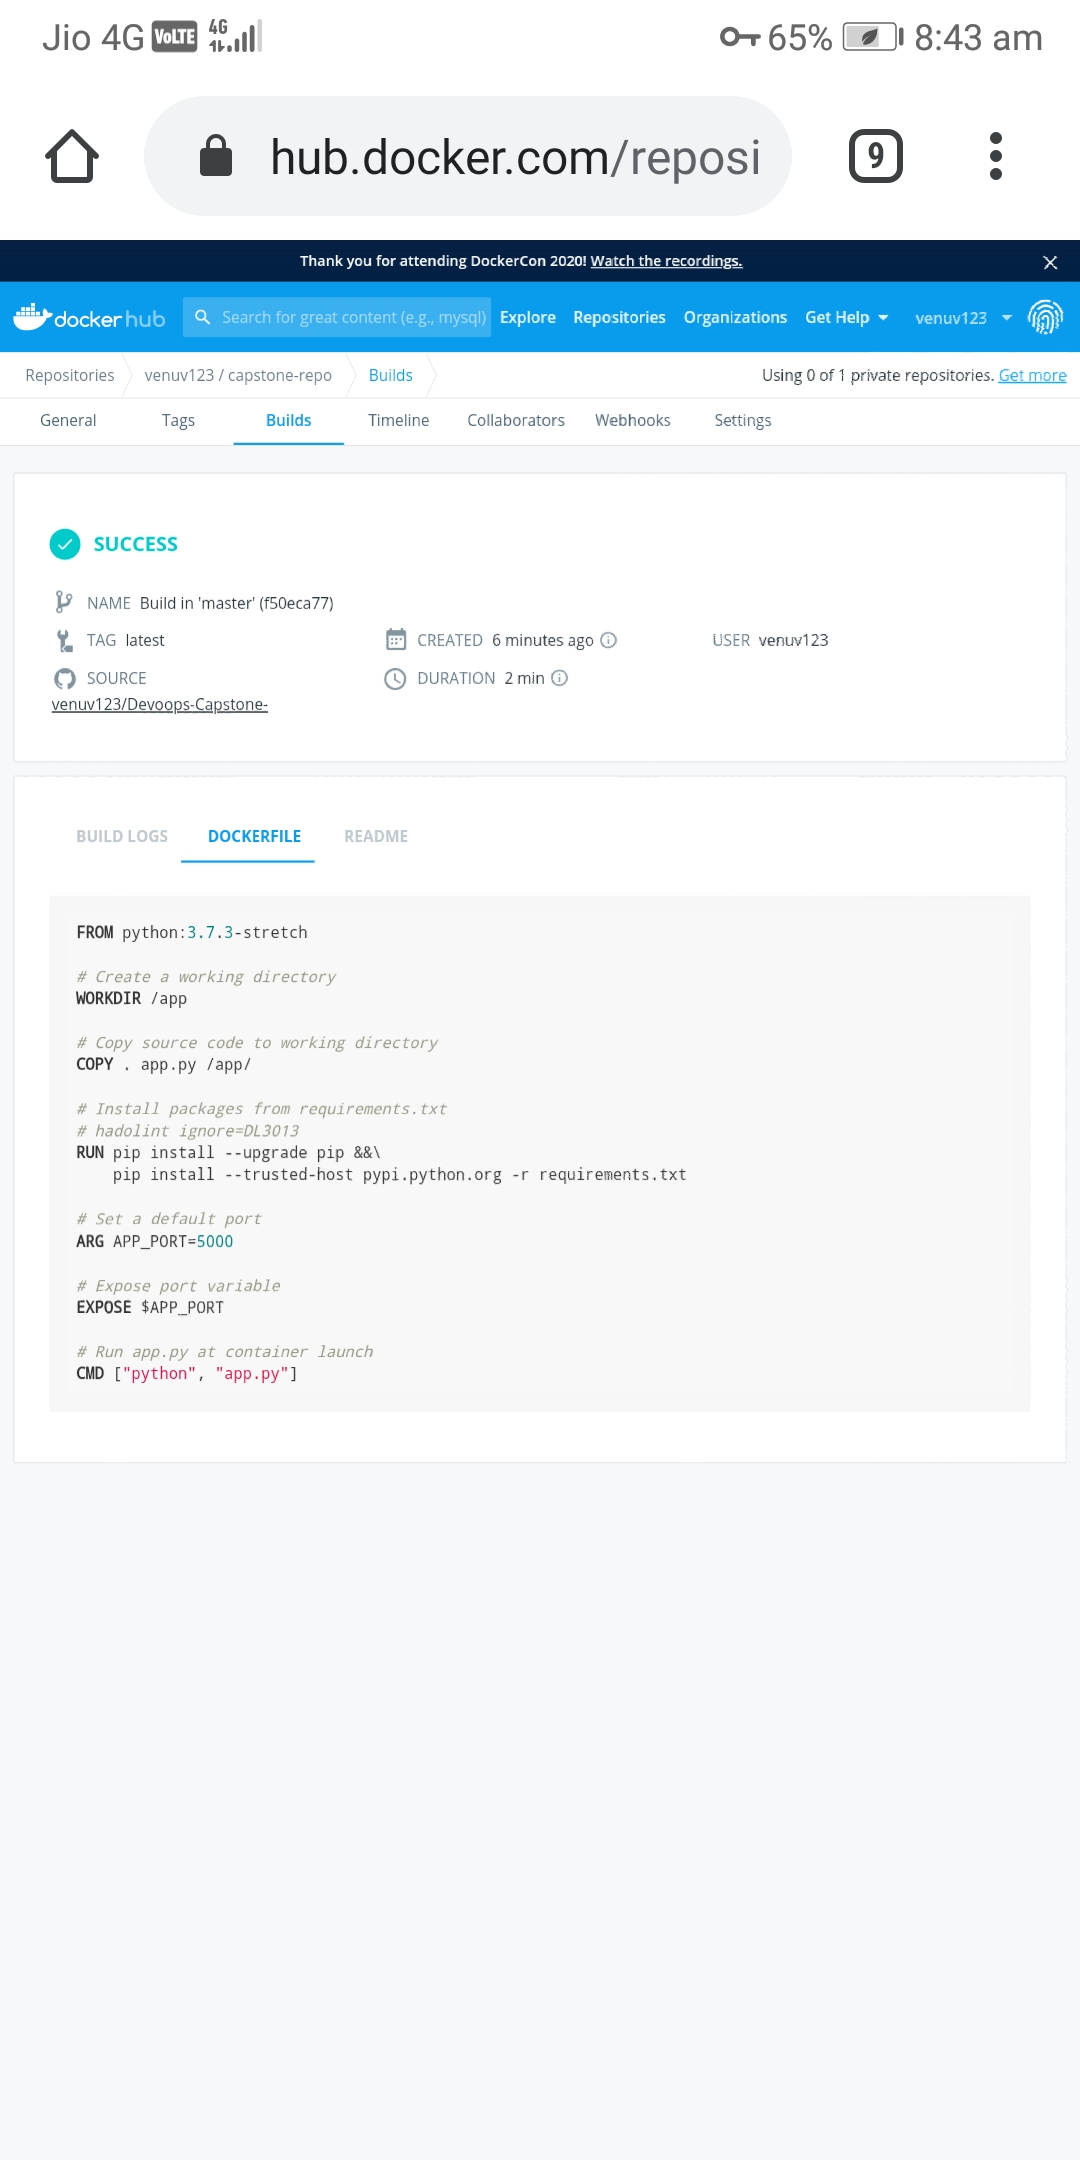 Jio 4G VoLTE 4G 65% 8:43 am
hub.docker.com/reposi 9
Thank you for attending DockerCon 2020! Watch the recordings.
docker hub Search for great content (e.g., mysql) Explore Repositories Organizations Get Help venuv123
Repositories venuv123 / capstone-repo Builds Using 0 of 1 private repositories. Get more
General Tags Builds Timeline Collaborators Webhooks Settings
SUCCESS
NAME Build in 'master' (f50eca77)
TAG latest CREATED 6 minutes ago USER venuv123
SOURCE DURATION 2 min
venuv123/Devoops-Capstone-
BUILD LOGS DOCKERFILE README
FROM python:3.7.3-stretch
# Create a working directory
WORKDIR /app
# Copy source code to working directory
COPY . app.py /app/
# Install packages from requirements.txt
# hadolint ignore=DL3013
RUN pip install --upgrade pip &&\
pip install --trusted-host pypi.python.org -r requirements.txt
# Set a default port
ARG APP_PORT=5000
# Expose port variable
EXPOSE $APP_PORT
# Run app.py at container launch
CMD ["python", "app.py"]